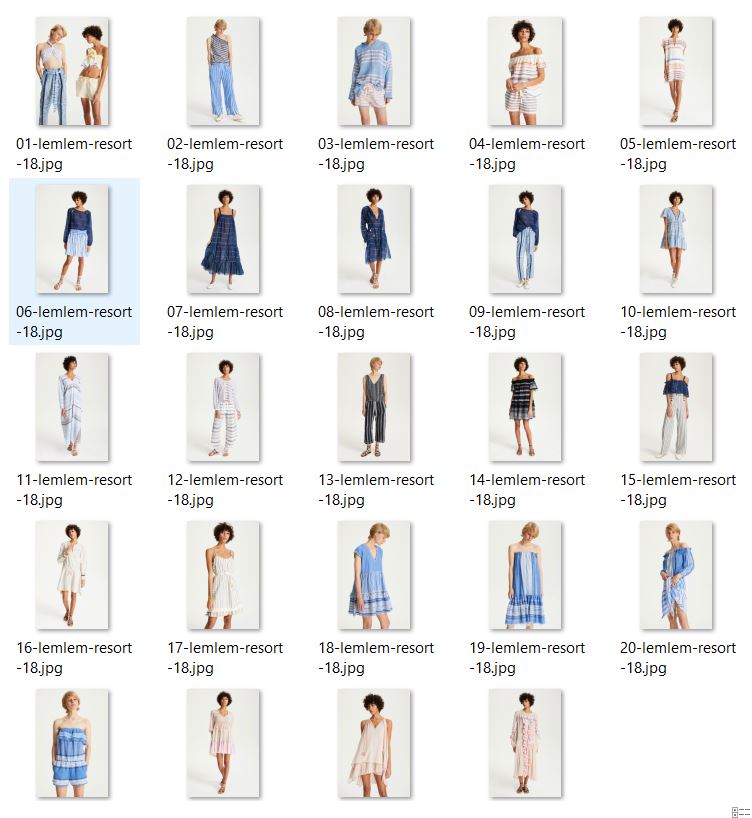 01-lemlem-resort
-18.jpg
02-lemlem-resort
-18.jpg
03-lemlem-resort
-18.jpg
04-lemlem-resort
-18.jpg
05-lemlem-resort
-18.jpg
06-lemlem-resort
-18.jpg
07-lemlem-resort
-18.jpg
08-lemlem-resort
-18.jpg
09-lemlem-resort
-18.jpg
10-lemlem-resort
-18.jpg
11-lemlem-resort
-18.jpg
12-lemlem-resort
-18.jpg
13-lemlem-resort
-18.jpg
14-lemlem-resort
-18.jpg
15-lemlem-resort
-18.jpg
16-lemlem-resort
-18.jpg
17-lemlem-resort
-18.jpg
18-lemlem-resort
-18.jpg
19-lemlem-resort
-18.jpg
20-lemlem-resort
-18.jpg